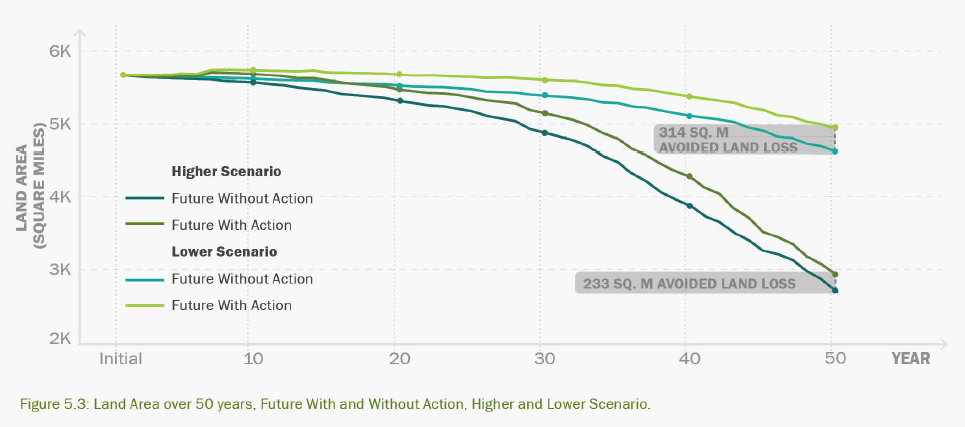 6K
5K
4K
3K
2K
LAND AREA
(SQUARE MILES)
314 SQ. M
AVOIDED LAND LOSS
Higher Scenario
Future Without Action
Future With Action
Lower Scenario
Future Without Action
Future With Action
233 SQ. M AVOIDED LAND LOSS
Initial 10 20 30 40 50 YEAR
Figure 5.3: Land Area over 50 years, Future With and Without Action, Higher and Lower Scenario.